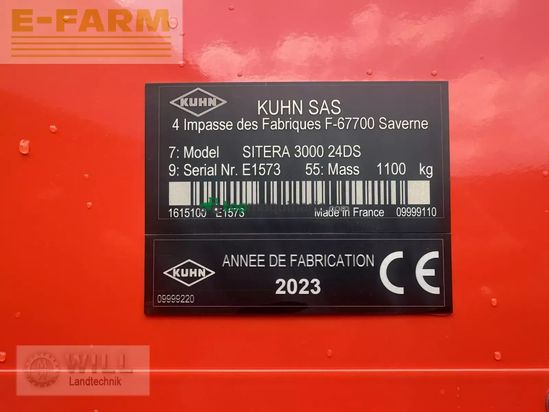 E-FARM
KUHN
KUHN SAS
4 Impasse des Fabriques F-67700 Saverne
7: Model SITERA 3000 24DS
9: Serial Nr. E1573 55: Mass 1100 kg
1615100 E1573 Made in France 09999110
KUHN
ANNEE DE FABRICATION
2023
CE
09999220
WILL
Landtechnik